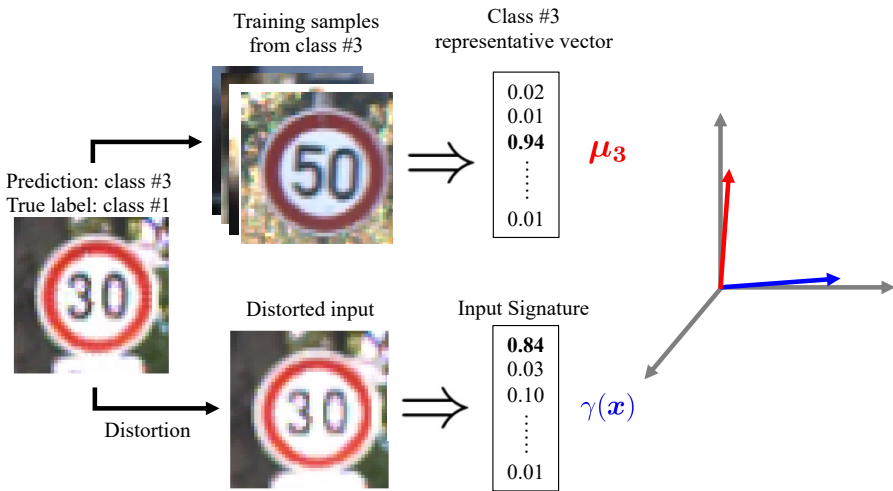 Training samples
from class #3
Class #3
representative vector
0.02
0.01
0.94
......
0.01
μ₃
50
Prediction: class #3
True label: class #1
30
Distorted input
Input Signature
0.84
0.03
0.10
......
0.01
γ(x)
30
Distortion